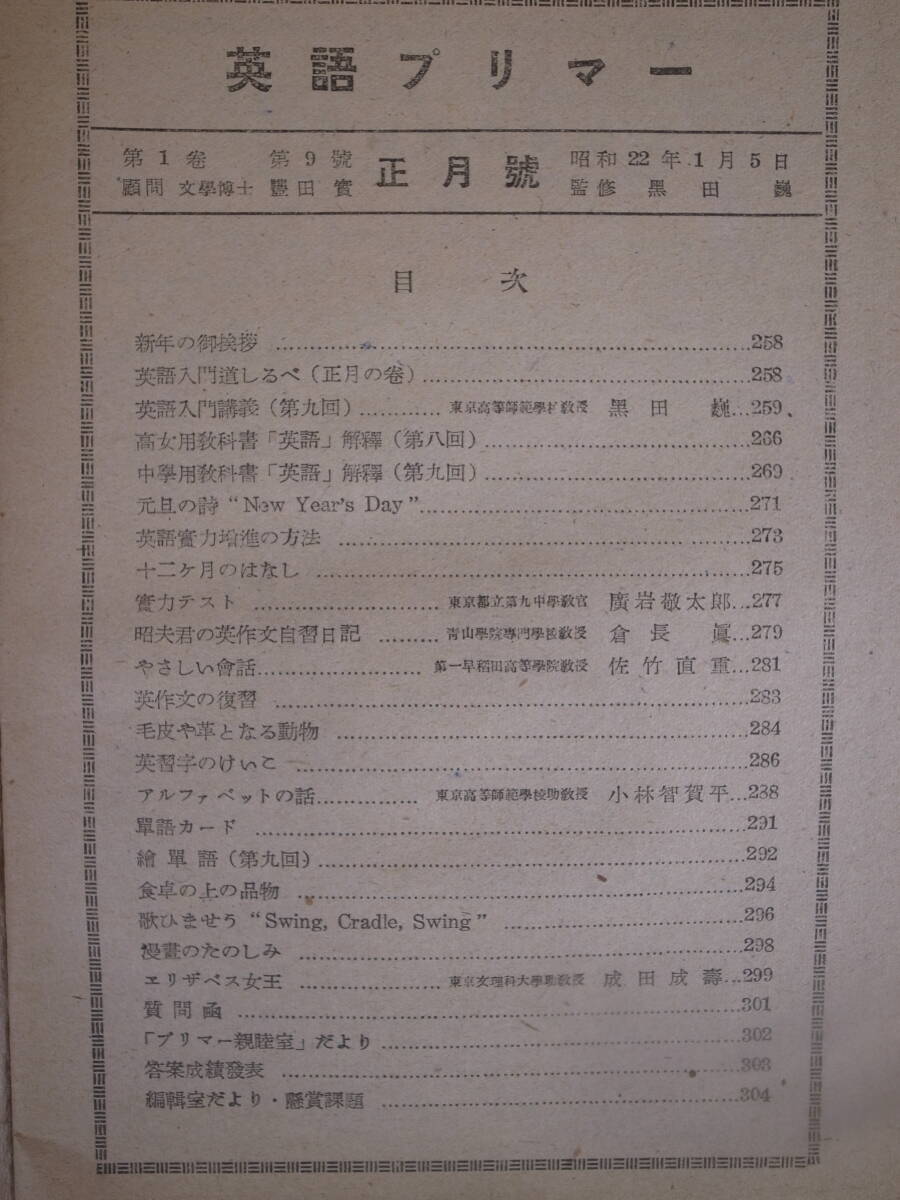 英語プリマー
第1卷 第9號 正月號 昭和22年1月5日
顧問 文學博士 豐田實 監修 黑田巍
目次
新年の御挨拶……258
英語入門道しるべ（正月の卷）……258
英語入門講義（第九回）……東京高等師範學校敎授 黑田巍…259
高女用敎科書「英語」解釋（第八回）……266
中學用敎科書「英語」解釋（第九回）……269
元旦の詩 “New Year's Day”……271
英語實力增進の方法……273
十二ケ月のはなし……275
實力テスト……東京都立第九中學敎官 廣岩敬太郎…277
昭夫君の英作文自習日記……靑山學院專門學校敎授 倉長眞…279
やさしい會話……第一早稻田高等學院敎授 佐竹直重…281
英作文の復習……283
毛皮や革となる動物……284
英習字のけいこ……286
アルファベットの話……東京高等師範學校助敎授 小林智賀平…288
單語カード……291
繪單語（第九回）……292
食卓の上の品物……294
歌ひませう “Swing, Cradle, Swing”……296
漫畫のたのしみ……298
エリザベス女王……東京文理科大學助敎授 成田成壽…299
質問函……301
「プリマー親睦室」だより……302
答案成績發表……303
編輯室だより・懸賞課題……304